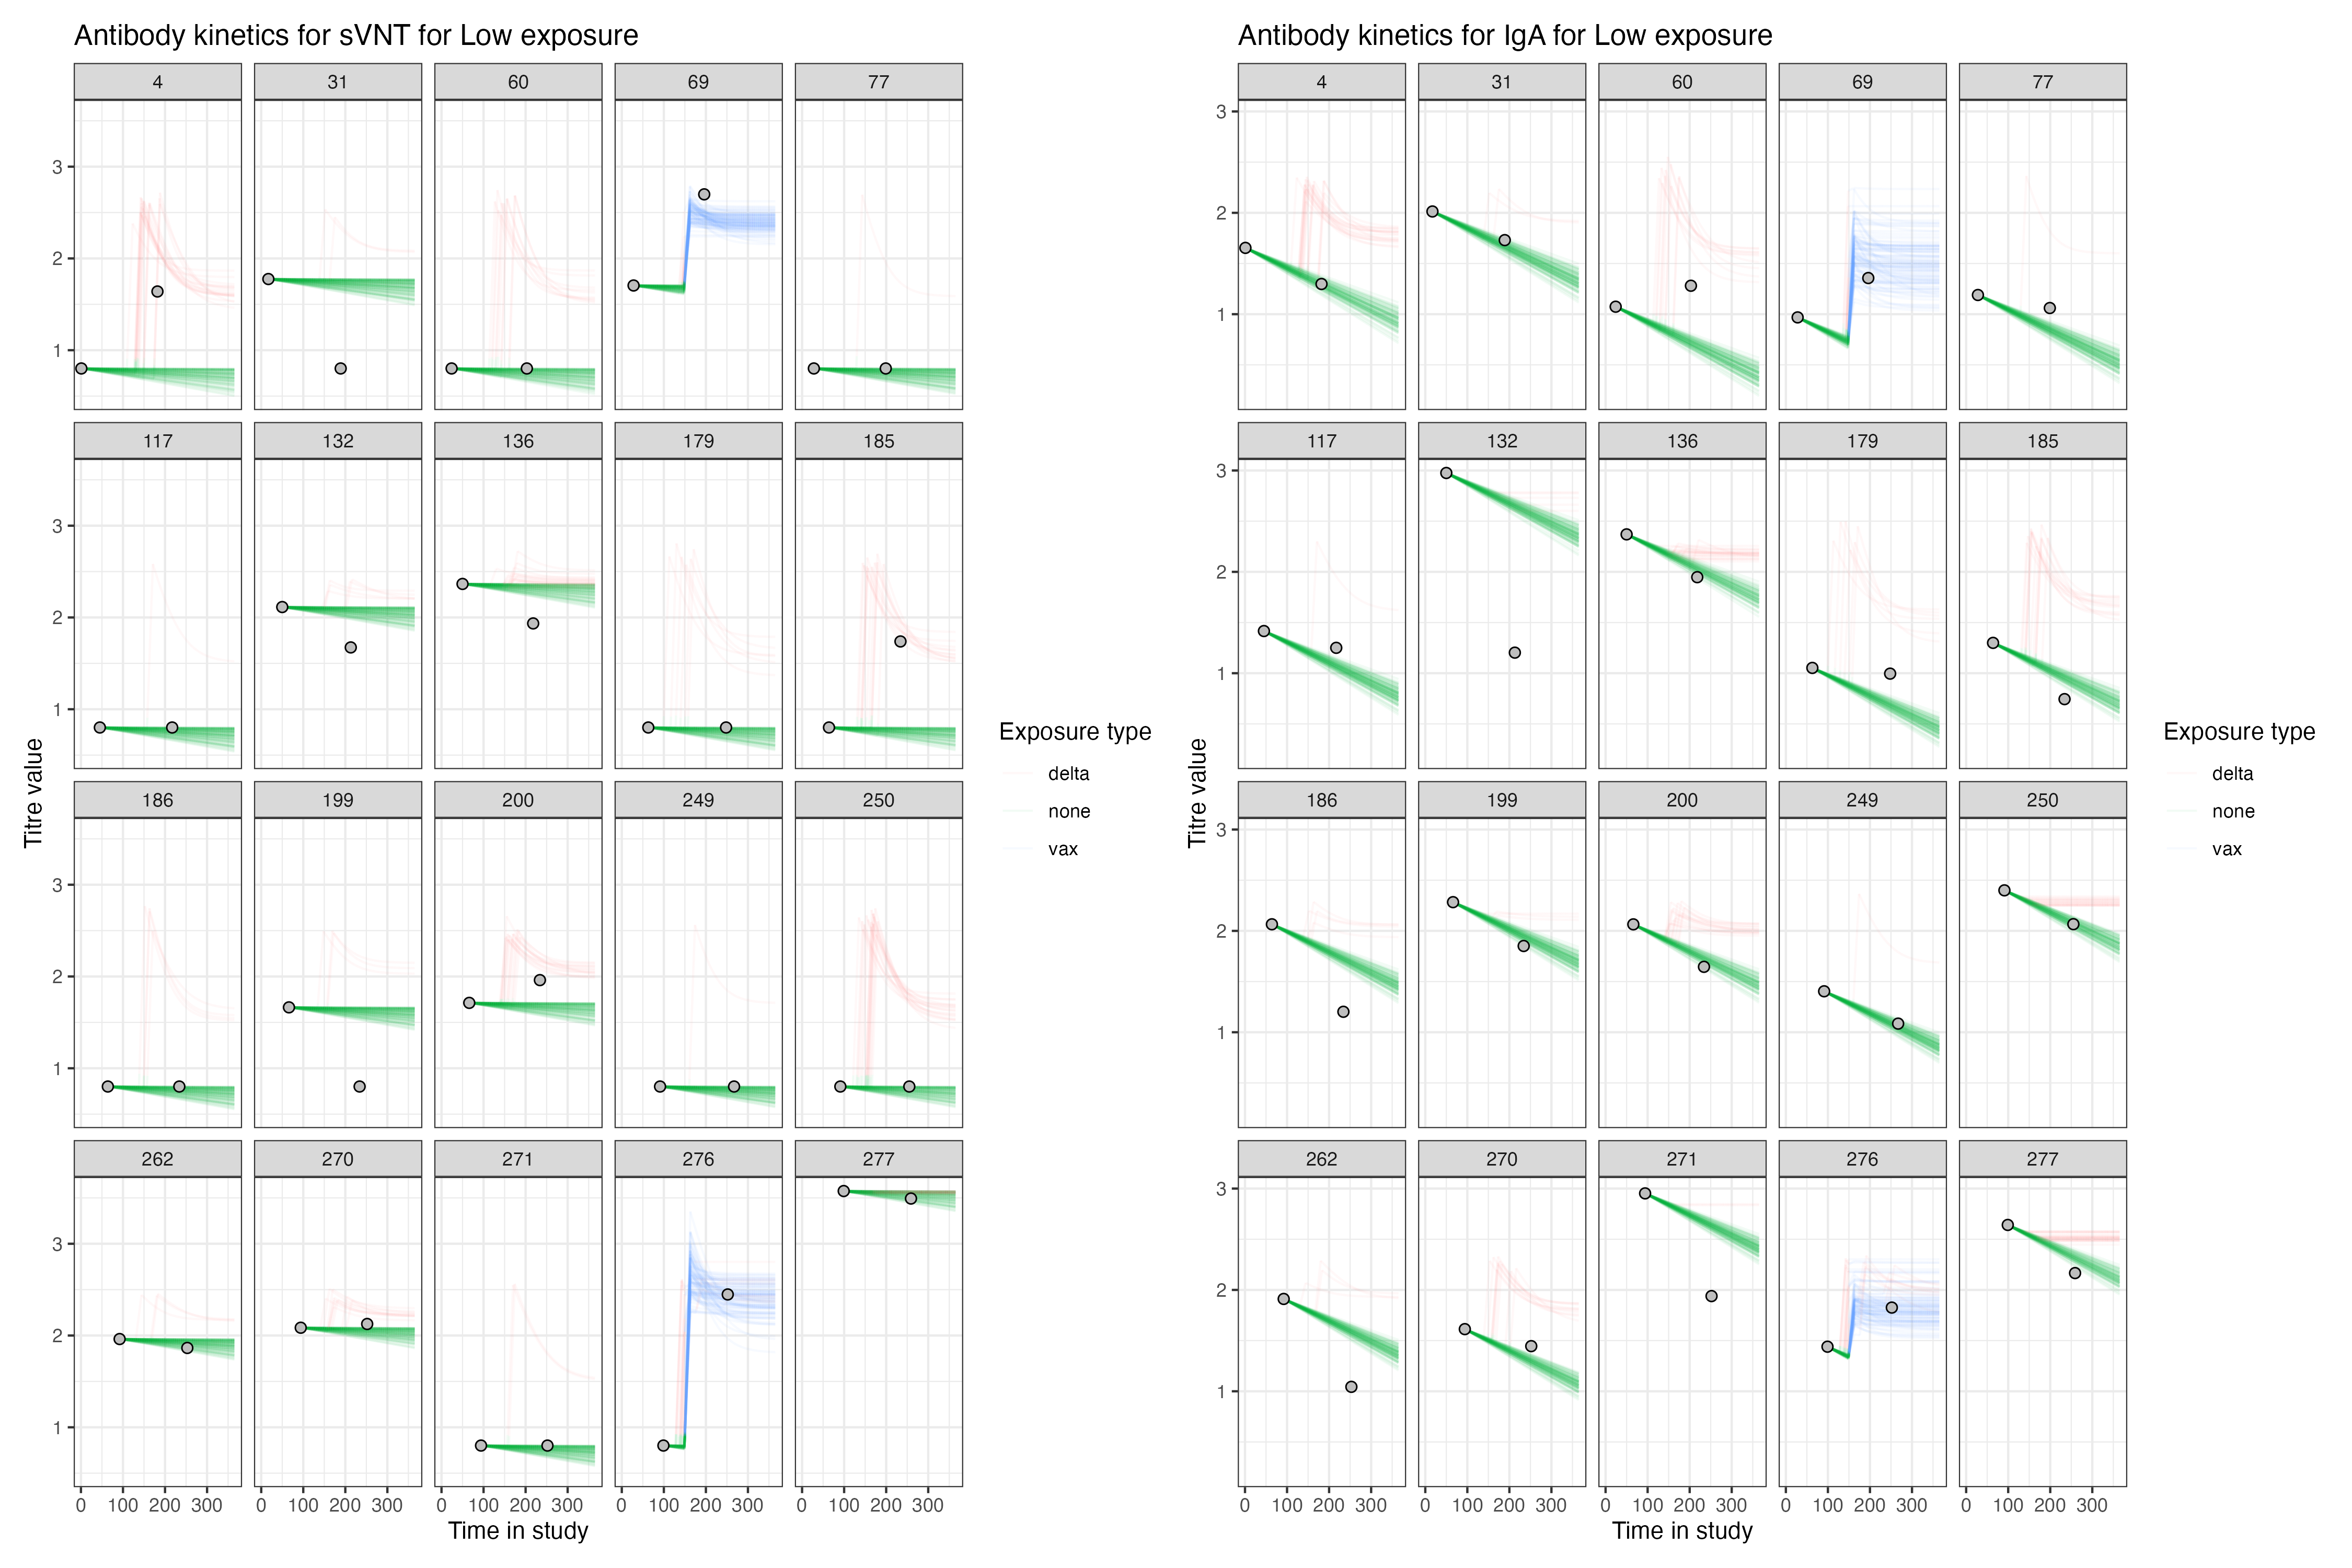 Antibody kinetics for sVNT for Low exposure
4 31 60 69 77
3
2
1
117 132 136 179 185
3
2
1
186 199 200 249 250
3
2
1
262 270 271 276 277
3
2
1
0 100 200 300 0 100 200 300 0 100 200 300 0 100 200 300 0 100 200 300
Time in study
Titre value
Exposure type
delta
none
vax
Antibody kinetics for IgA for Low exposure
4 31 60 69 77
3
2
1
117 132 136 179 185
3
2
1
186 199 200 249 250
3
2
1
262 270 271 276 277
3
2
1
0 100 200 300 0 100 200 300 0 100 200 300 0 100 200 300 0 100 200 300
Time in study
Titre value
Exposure type
delta
none
vax